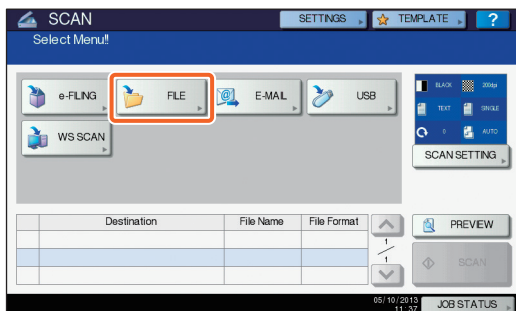 SCAN
SETTINGS
TEMPLATE
?
Select Menu!!
e-FILING
FILE
@
E-MAIL
USB
BLACK
200dpi
TEXT
SINGLE
0
AUTO
WS SCAN
SCAN SETTING
Destination
File Name
File Format
PREVIEW
1
1
SCAN
05/10/2013
11:37
JOB STATUS